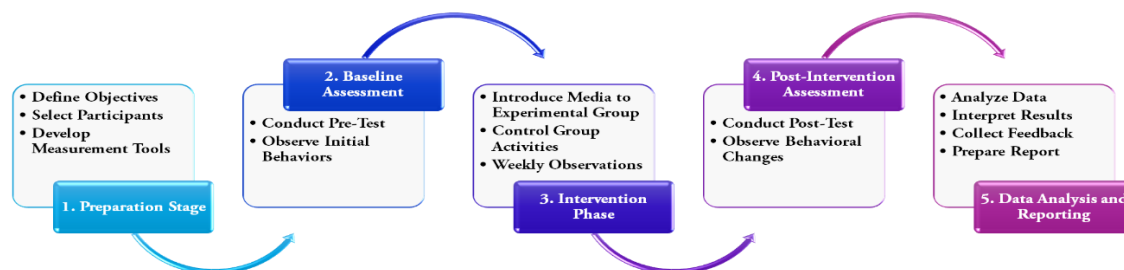 • Define Objectives
• Select Participants
• Develop
Measurement Tools
1. Preparation Stage
2. Baseline
Assessment
• Conduct Pre-Test
• Observe Initial
Behaviors
• Introduce Media to
Experimental Group
• Control Group
Activities
• Weekly Observations
3. Intervention
Phase
4. Post-Intervention
Assessment
• Conduct Post-Test
• Observe Behavioral
Changes
• Analyze Data
• Interpret Results
• Collect Feedback
• Prepare Report
5. Data Analysis and
Reporting